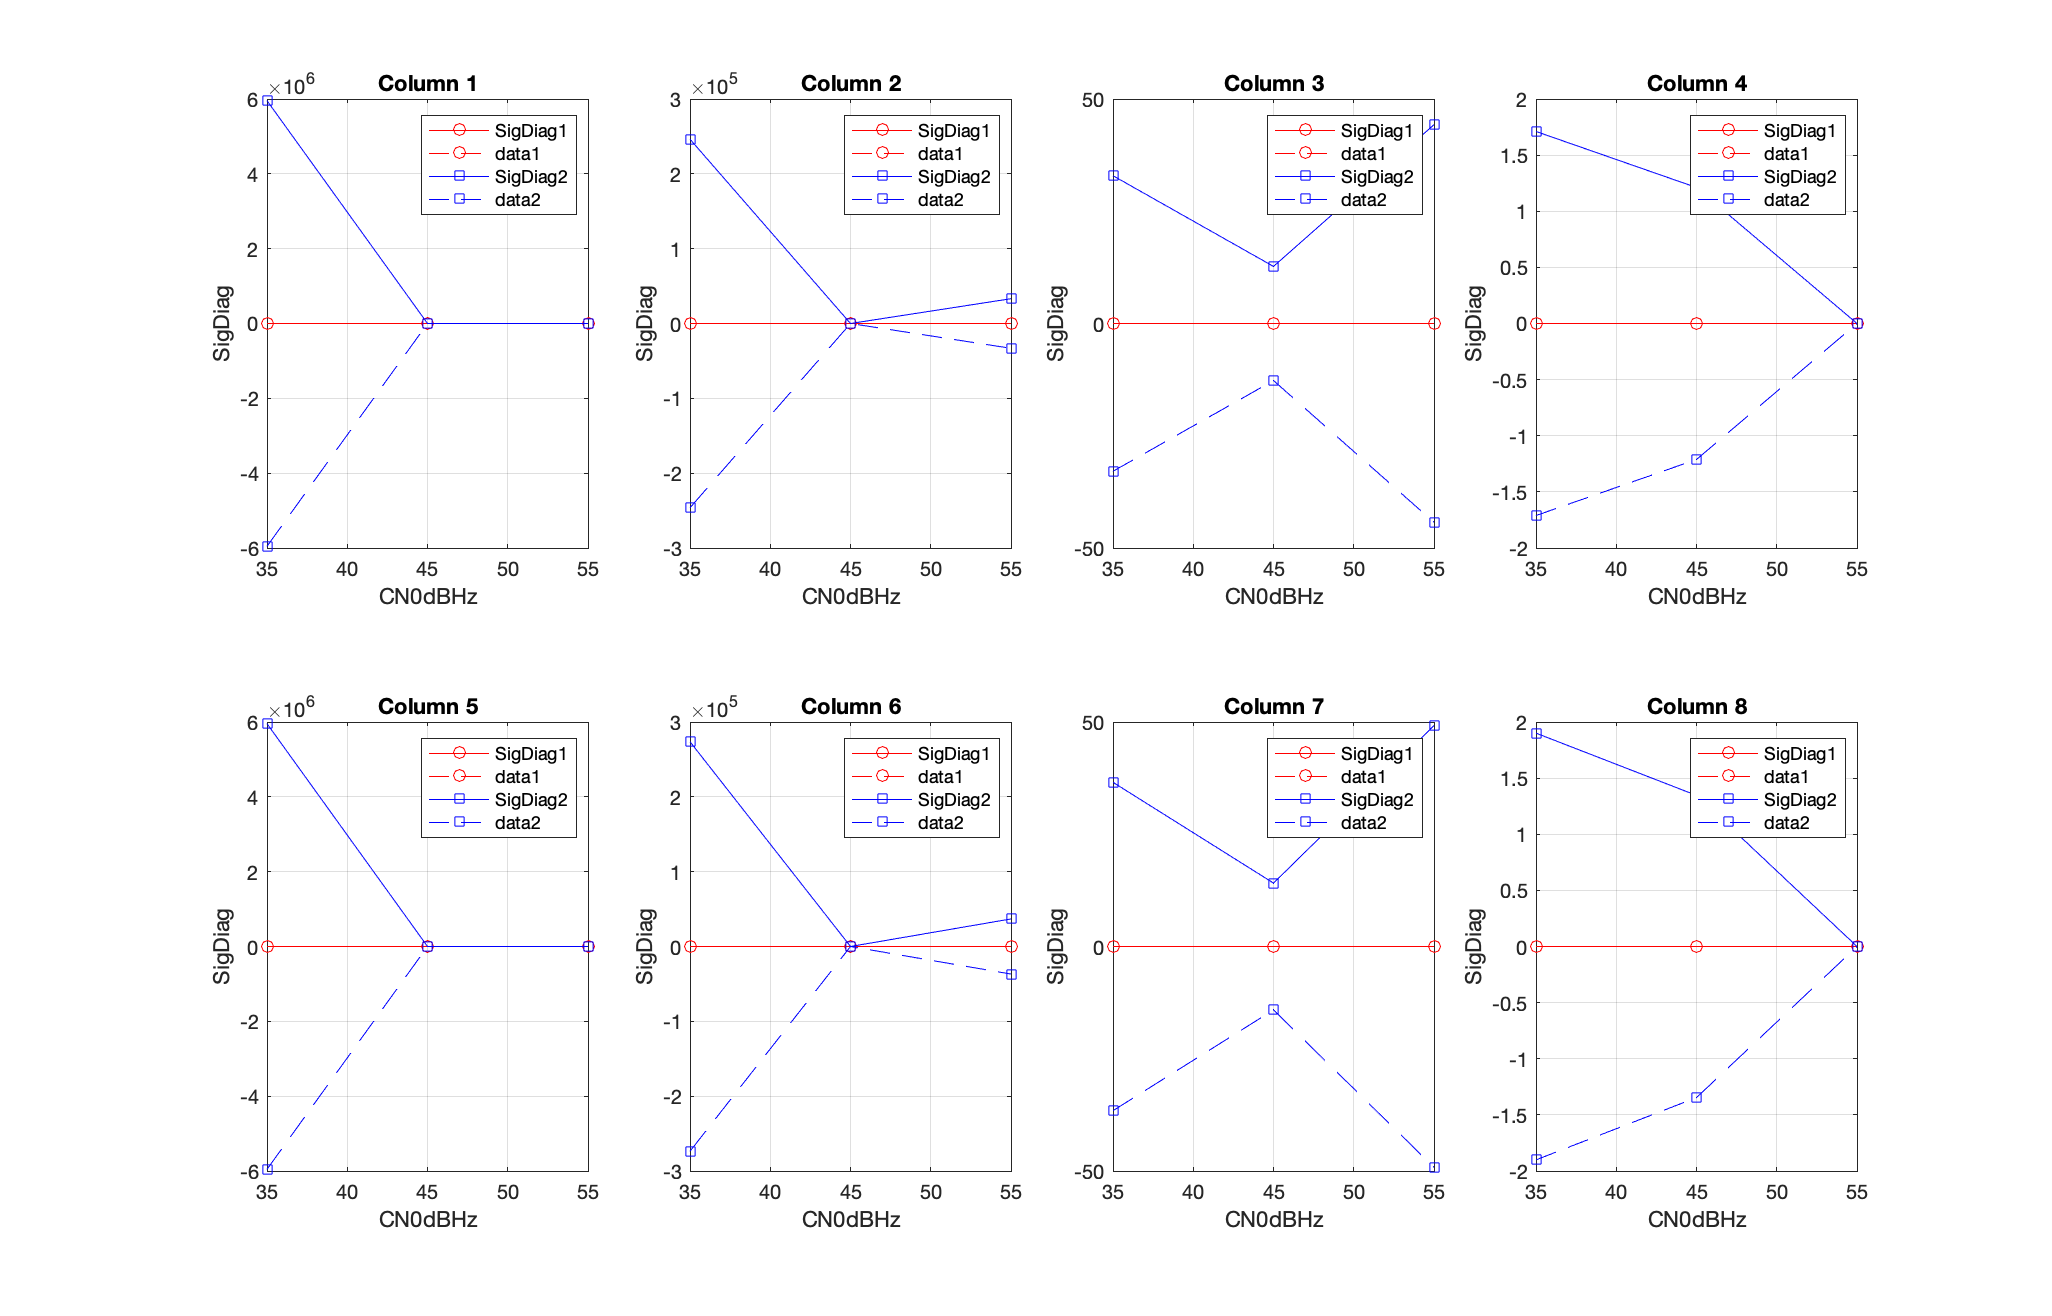 Column 1
×10^6
6
4
2
0
-2
-4
-6
35 40 45 50 55
CN0dBHz
SigDiag
SigDiag1
data1
SigDiag2
data2
Column 2
×10^5
3
2
1
0
-1
-2
-3
35 40 45 50 55
CN0dBHz
SigDiag
SigDiag1
data1
SigDiag2
data2
Column 3
50
0
-50
35 40 45 50 55
CN0dBHz
SigDiag
SigDiag1
data1
SigDiag2
data2
Column 4
2
1.5
1
0.5
0
-0.5
-1
-1.5
-2
35 40 45 50 55
CN0dBHz
SigDiag
SigDiag1
data1
SigDiag2
data2
Column 5
×10^6
6
4
2
0
-2
-4
-6
35 40 45 50 55
CN0dBHz
SigDiag
SigDiag1
data1
SigDiag2
data2
Column 6
×10^5
3
2
1
0
-1
-2
-3
35 40 45 50 55
CN0dBHz
SigDiag
SigDiag1
data1
SigDiag2
data2
Column 7
50
0
-50
35 40 45 50 55
CN0dBHz
SigDiag
SigDiag1
data1
SigDiag2
data2
Column 8
2
1.5
1
0.5
0
-0.5
-1
-1.5
-2
35 40 45 50 55
CN0dBHz
SigDiag
SigDiag1
data1
SigDiag2
data2